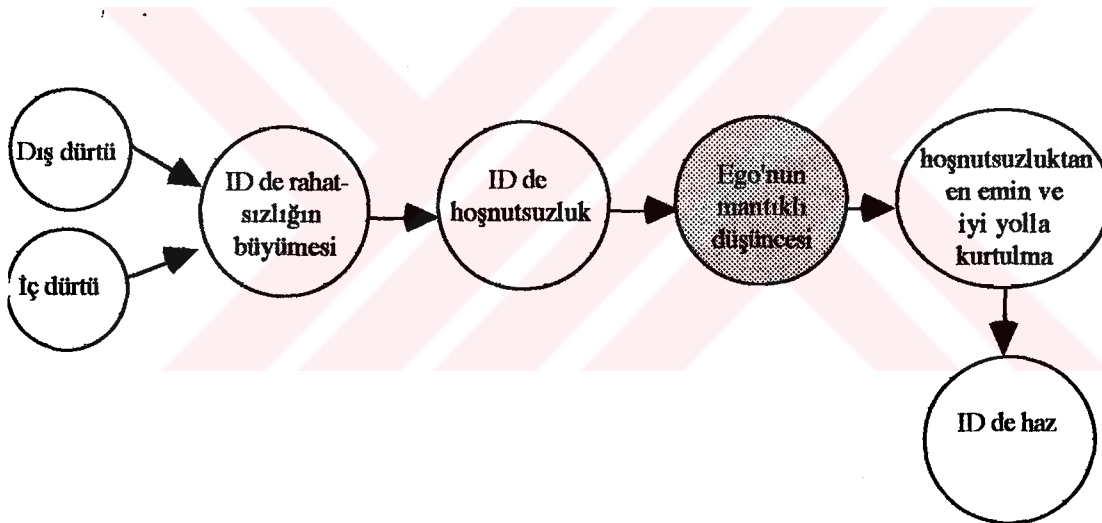 Dış dürtü
İç dürtü
ID de rahat-
sızlığın
büyümesi
ID de
hoşnutsuzluk
Ego'nun
mantıklı
düşüncesi
hoşnutsuzluktan
en emin ve
iyi yolla
kurtulma
ID de haz